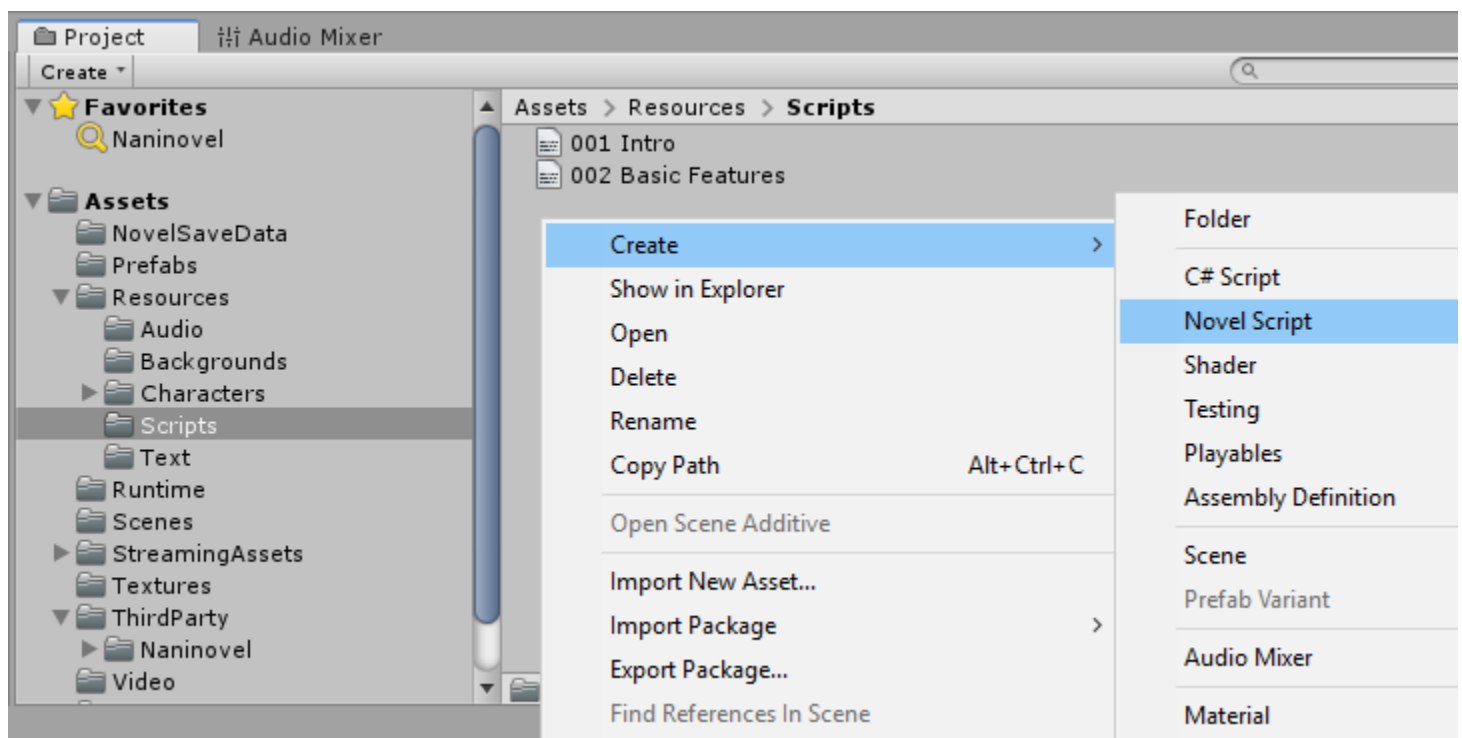 Project
Audio Mixer
Create
Favorites
Naninovel
Assets
NovelSaveData
Prefabs
Resources
Audio
Backgrounds
Characters
Scripts
Text
Runtime
Scenes
StreamingAssets
Textures
ThirdParty
Naninovel
Video
Assets > Resources > Scripts
001 Intro
002 Basic Features
Create >
Show in Explorer
Open
Delete
Rename
Copy Path Alt+Ctrl+C
Open Scene Additive
Import New Asset...
Import Package >
Export Package...
Find References In Scene
Folder
C# Script
Novel Script
Shader
Testing
Playables
Assembly Definition
Scene
Prefab Variant
Audio Mixer
Material